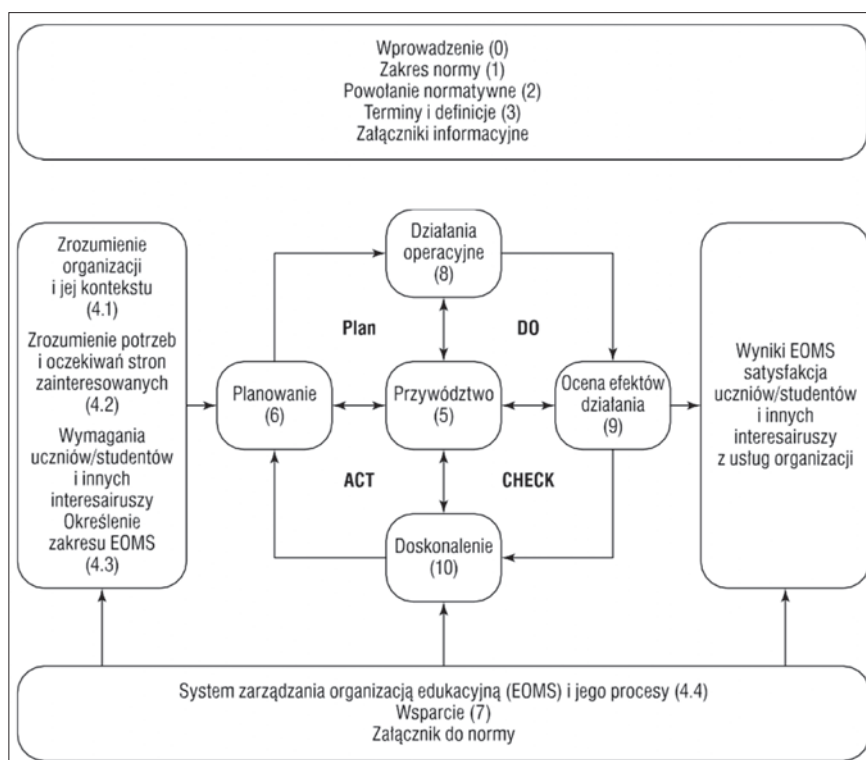 Wprowadzenie (0)
Zakres normy (1)
Powołanie normatywne (2)
Terminy i definicje (3)
Załączniki informacyjne
Zrozumienie
organizacji
i jej kontekstu
(4.1)
Zrozumienie potrzeb
i oczekiwań stron
zainteresowanych
(4.2)
Wymagania
uczniów/studentów
i innych
interesairuszy
Określenie
zakresu EOMS
(4.3)
Działania
operacyjne
(8)
Plan
DO
Planowanie
(6)
Przywództwo
(5)
Ocena efektów
działania
(9)
ACT
CHECK
Doskonalenie
(10)
Wyniki EOMS
satysfakcja
uczniów/studentów
i innych
interesairuszy
z usług organizacji
System zarządzania organizacją edukacyjną (EOMS) i jego procesy (4.4)
Wsparcie (7)
Załącznik do normy